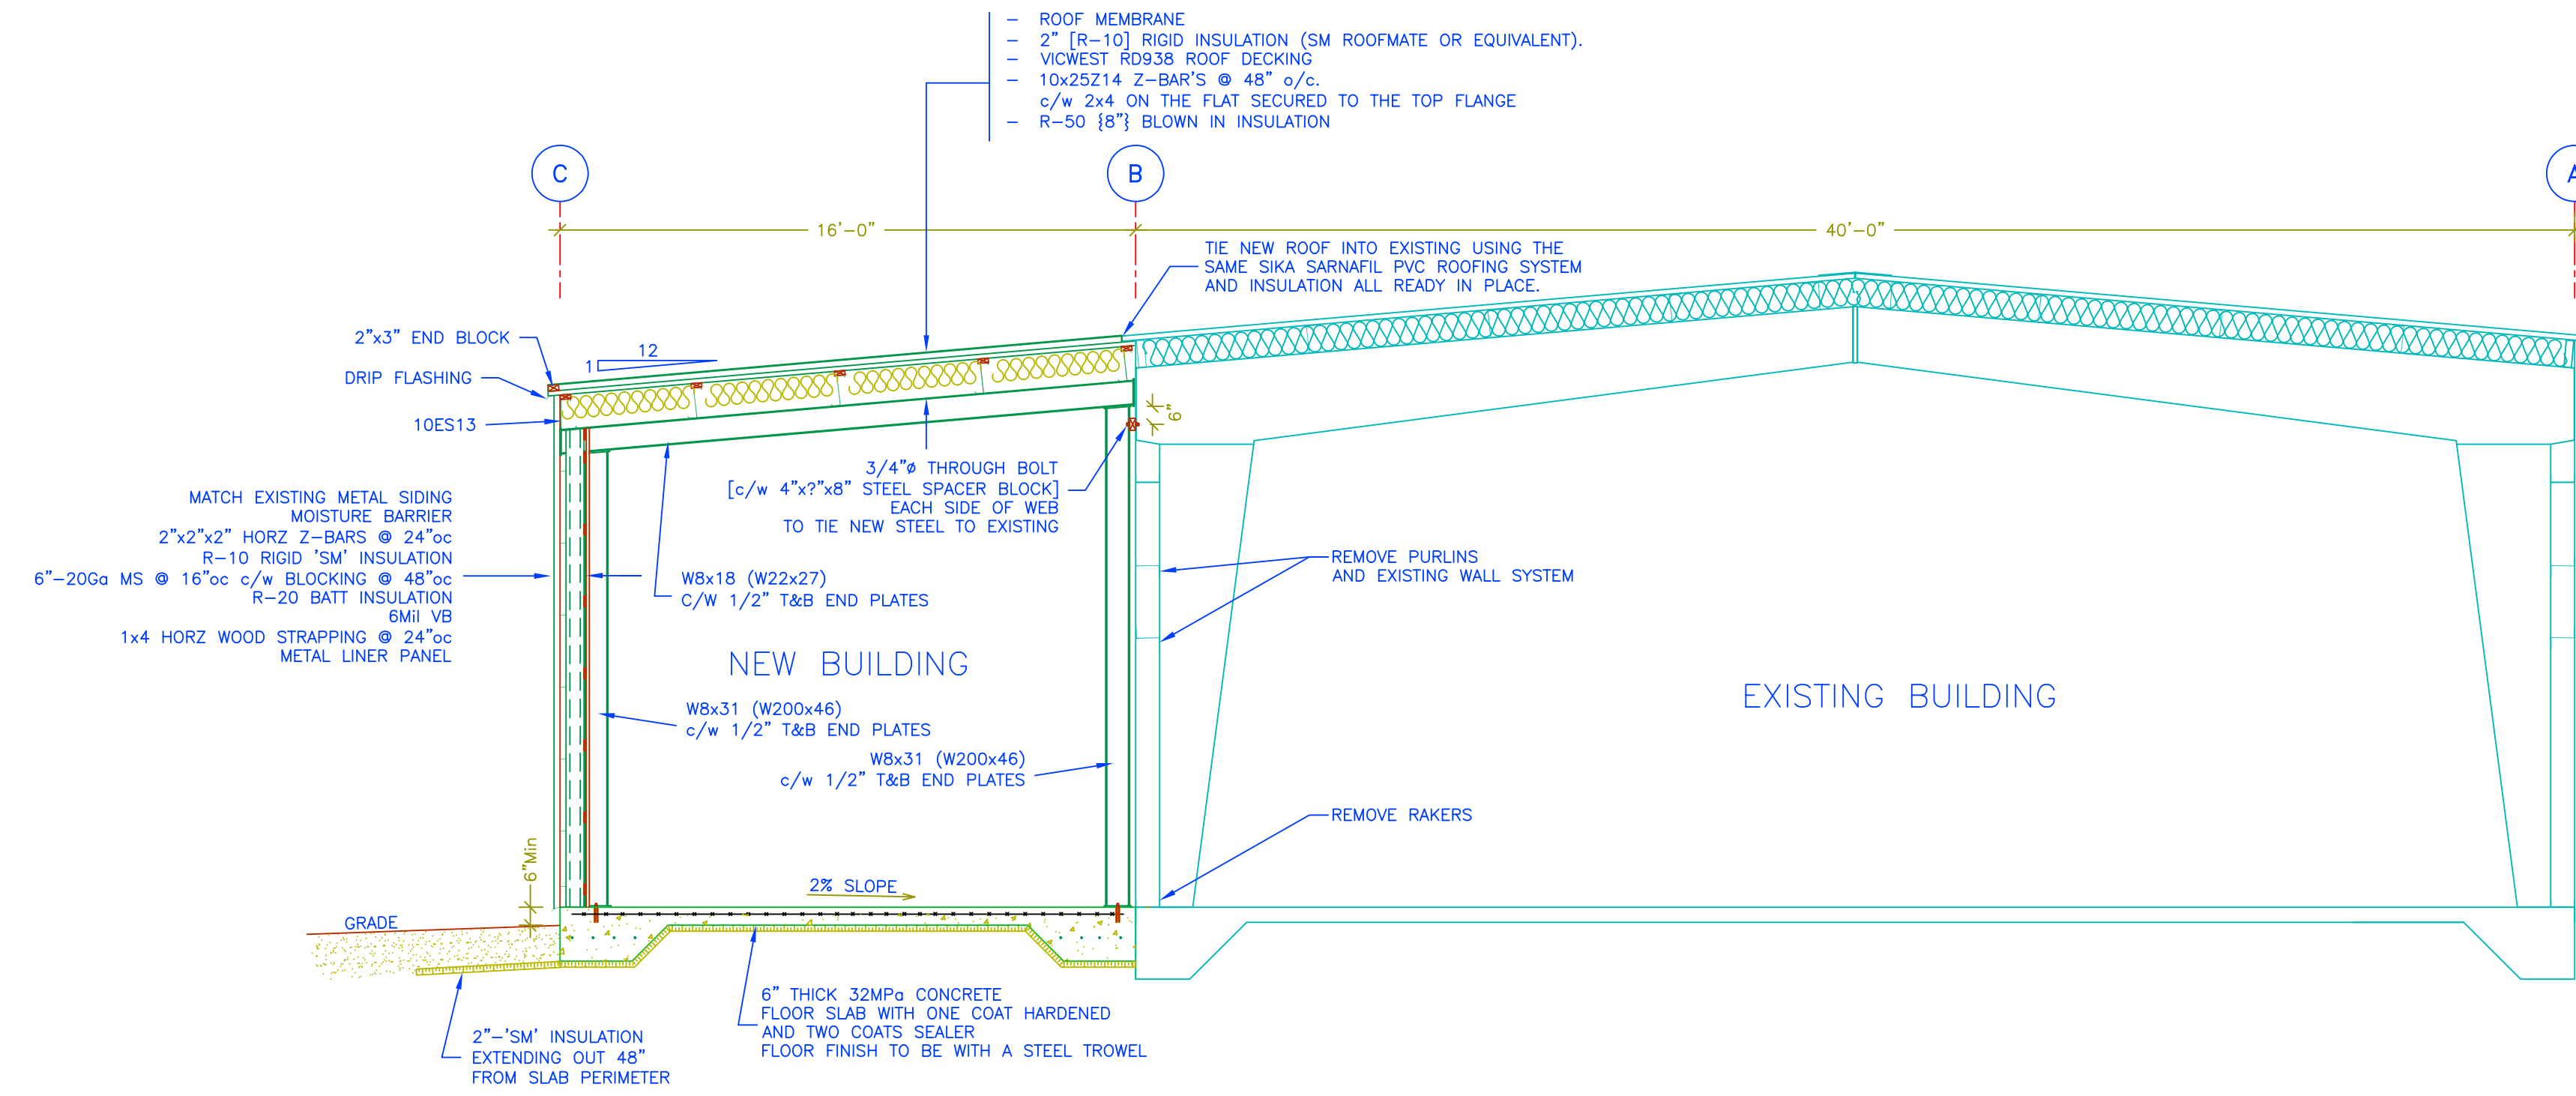 – ROOF MEMBRANE
– 2" [R-10] RIGID INSULATION (SM ROOFMATE OR EQUIVALENT).
– VICWEST RD938 ROOF DECKING
– 10x25Z14 Z-BAR'S @ 48" o/c.
c/w 2x4 ON THE FLAT SECURED TO THE TOP FLANGE
– R-50 {8"} BLOWN IN INSULATION
C
B
A
16'-0"
40'-0"
TIE NEW ROOF INTO EXISTING USING THE
SAME SIKA SARNAFIL PVC ROOFING SYSTEM
AND INSULATION ALL READY IN PLACE.
2"x3" END BLOCK
12
1
DRIP FLASHING
10ES13
6"
3/4"ø THROUGH BOLT
[c/w 4"x?"x8" STEEL SPACER BLOCK]
EACH SIDE OF WEB
TO TIE NEW STEEL TO EXISTING
MATCH EXISTING METAL SIDING
MOISTURE BARRIER
2"x2"x2" HORZ Z-BARS @ 24"oc
R-10 RIGID 'SM' INSULATION
6"-20Ga MS @ 16"oc c/w BLOCKING @ 48"oc
R-20 BATT INSULATION
6Mil VB
1x4 HORZ WOOD STRAPPING @ 24"oc
METAL LINER PANEL
W8x18 (W22x27)
C/W 1/2" T&B END PLATES
REMOVE PURLINS
AND EXISTING WALL SYSTEM
NEW BUILDING
EXISTING BUILDING
W8x31 (W200x46)
c/w 1/2" T&B END PLATES
W8x31 (W200x46)
c/w 1/2" T&B END PLATES
REMOVE RAKERS
6"Min
2% SLOPE
GRADE
6" THICK 32MPa CONCRETE
FLOOR SLAB WITH ONE COAT HARDENED
AND TWO COATS SEALER
FLOOR FINISH TO BE WITH A STEEL TROWEL
2"-'SM' INSULATION
EXTENDING OUT 48"
FROM SLAB PERIMETER